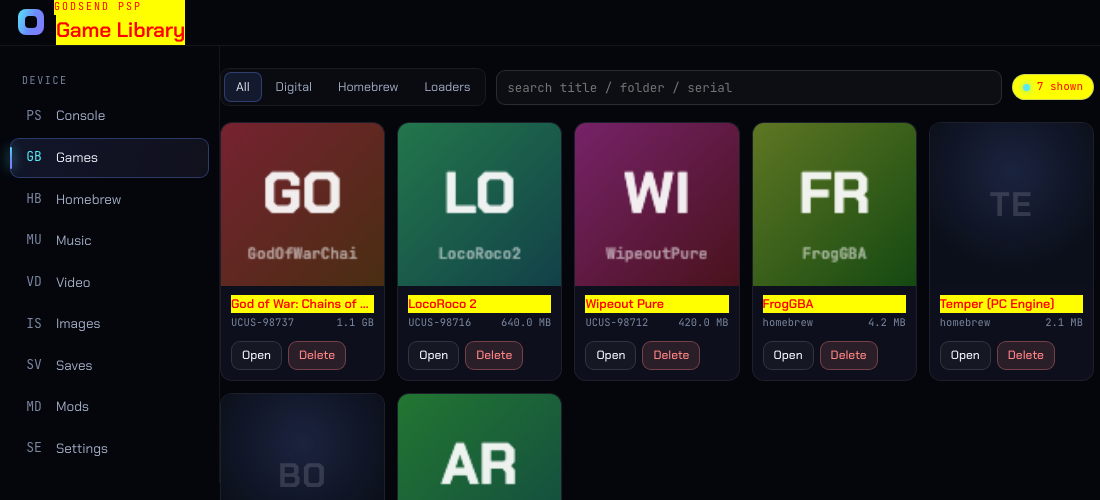 GODSEND PSP
Game Library
DEVICE
PS Console
GB Games
HB Homebrew
MU Music
VD Video
IS Images
SV Saves
MD Mods
SE Settings
All Digital Homebrew Loaders
search title / folder / serial
7 shown
GO
GodOfWarChai
God of War: Chains of ...
UCUS-98737 1.1 GB
Open Delete
LO
LocoRoco2
LocoRoco 2
UCUS-98716 640.0 MB
Open Delete
WI
WipeoutPure
Wipeout Pure
UCUS-98712 420.0 MB
Open Delete
FR
FrogGBA
FrogGBA
homebrew 4.2 MB
Open Delete
TE
Temper (PC Engine)
homebrew 2.1 MB
Open Delete
BO
AR